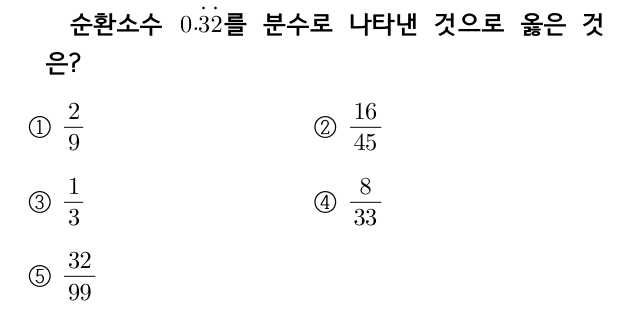 순환소수 $0.\dot{3}\dot{2}$를 분수로 나타낸 것으로 옳은 것
은?
① $\frac{2}{9}$ ② $\frac{16}{45}$
③ $\frac{1}{3}$ ④ $\frac{8}{33}$
⑤ $\frac{32}{99}$